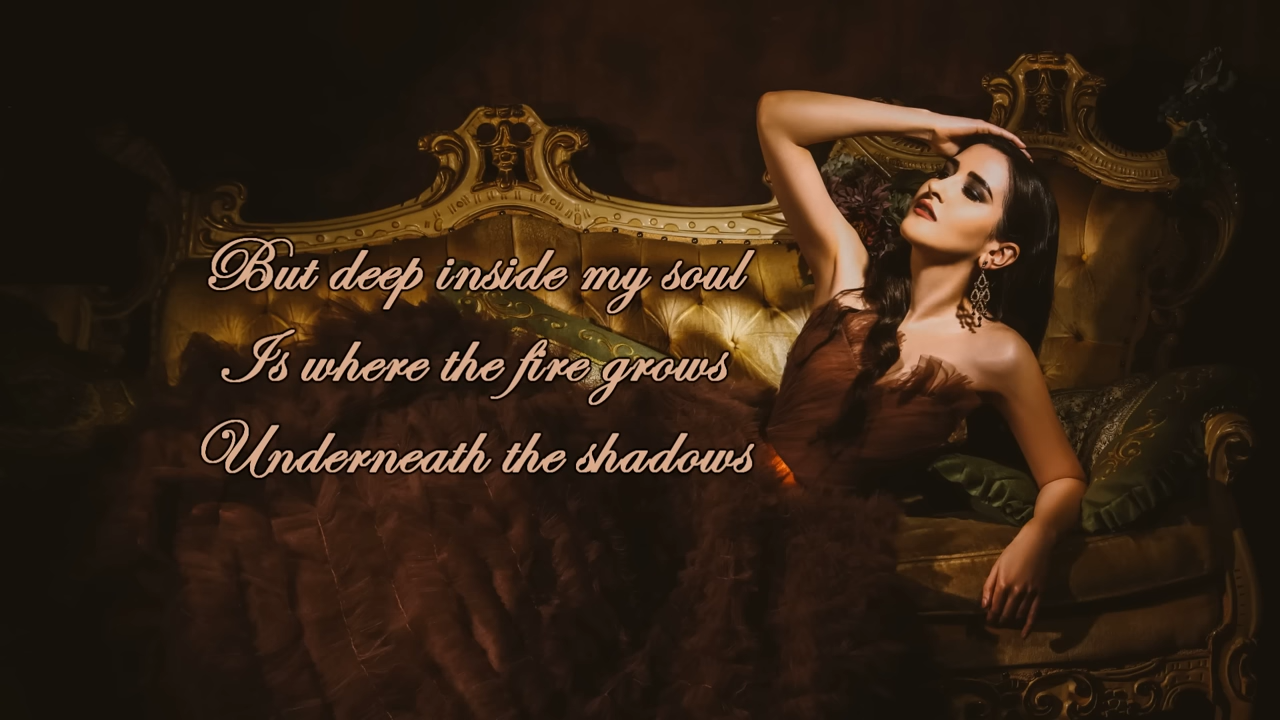 But deep inside my soul
Is where the fire grows
Underneath the shadows